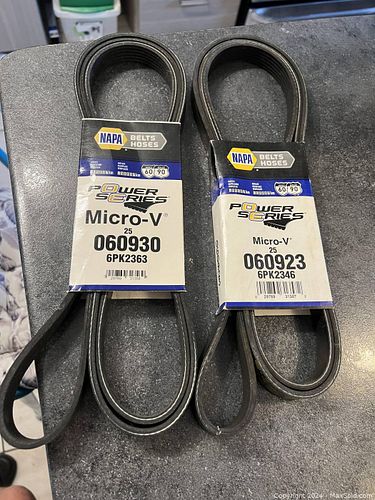 NAPA BELTS HOSES
60 90
POWER SERIES
Micro-V®
25
060930
6PK2363
NAPA BELTS HOSES
60 90
POWER SERIES
Micro-V®
25
060923
6PK2346
Copyright 2024 - MaxSold.com